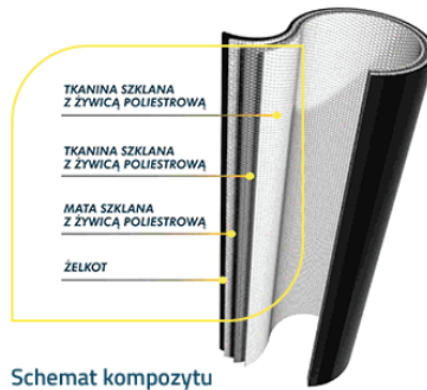 TKANINA SZKLANA
Z ŻYWICĄ POLIESTROWĄ
TKANINA SZKLANA
Z ŻYWICĄ POLIESTROWĄ
MATA SZKLANA
Z ŻYWICĄ POLIESTROWĄ
ŻELKOT
Schemat kompozytu